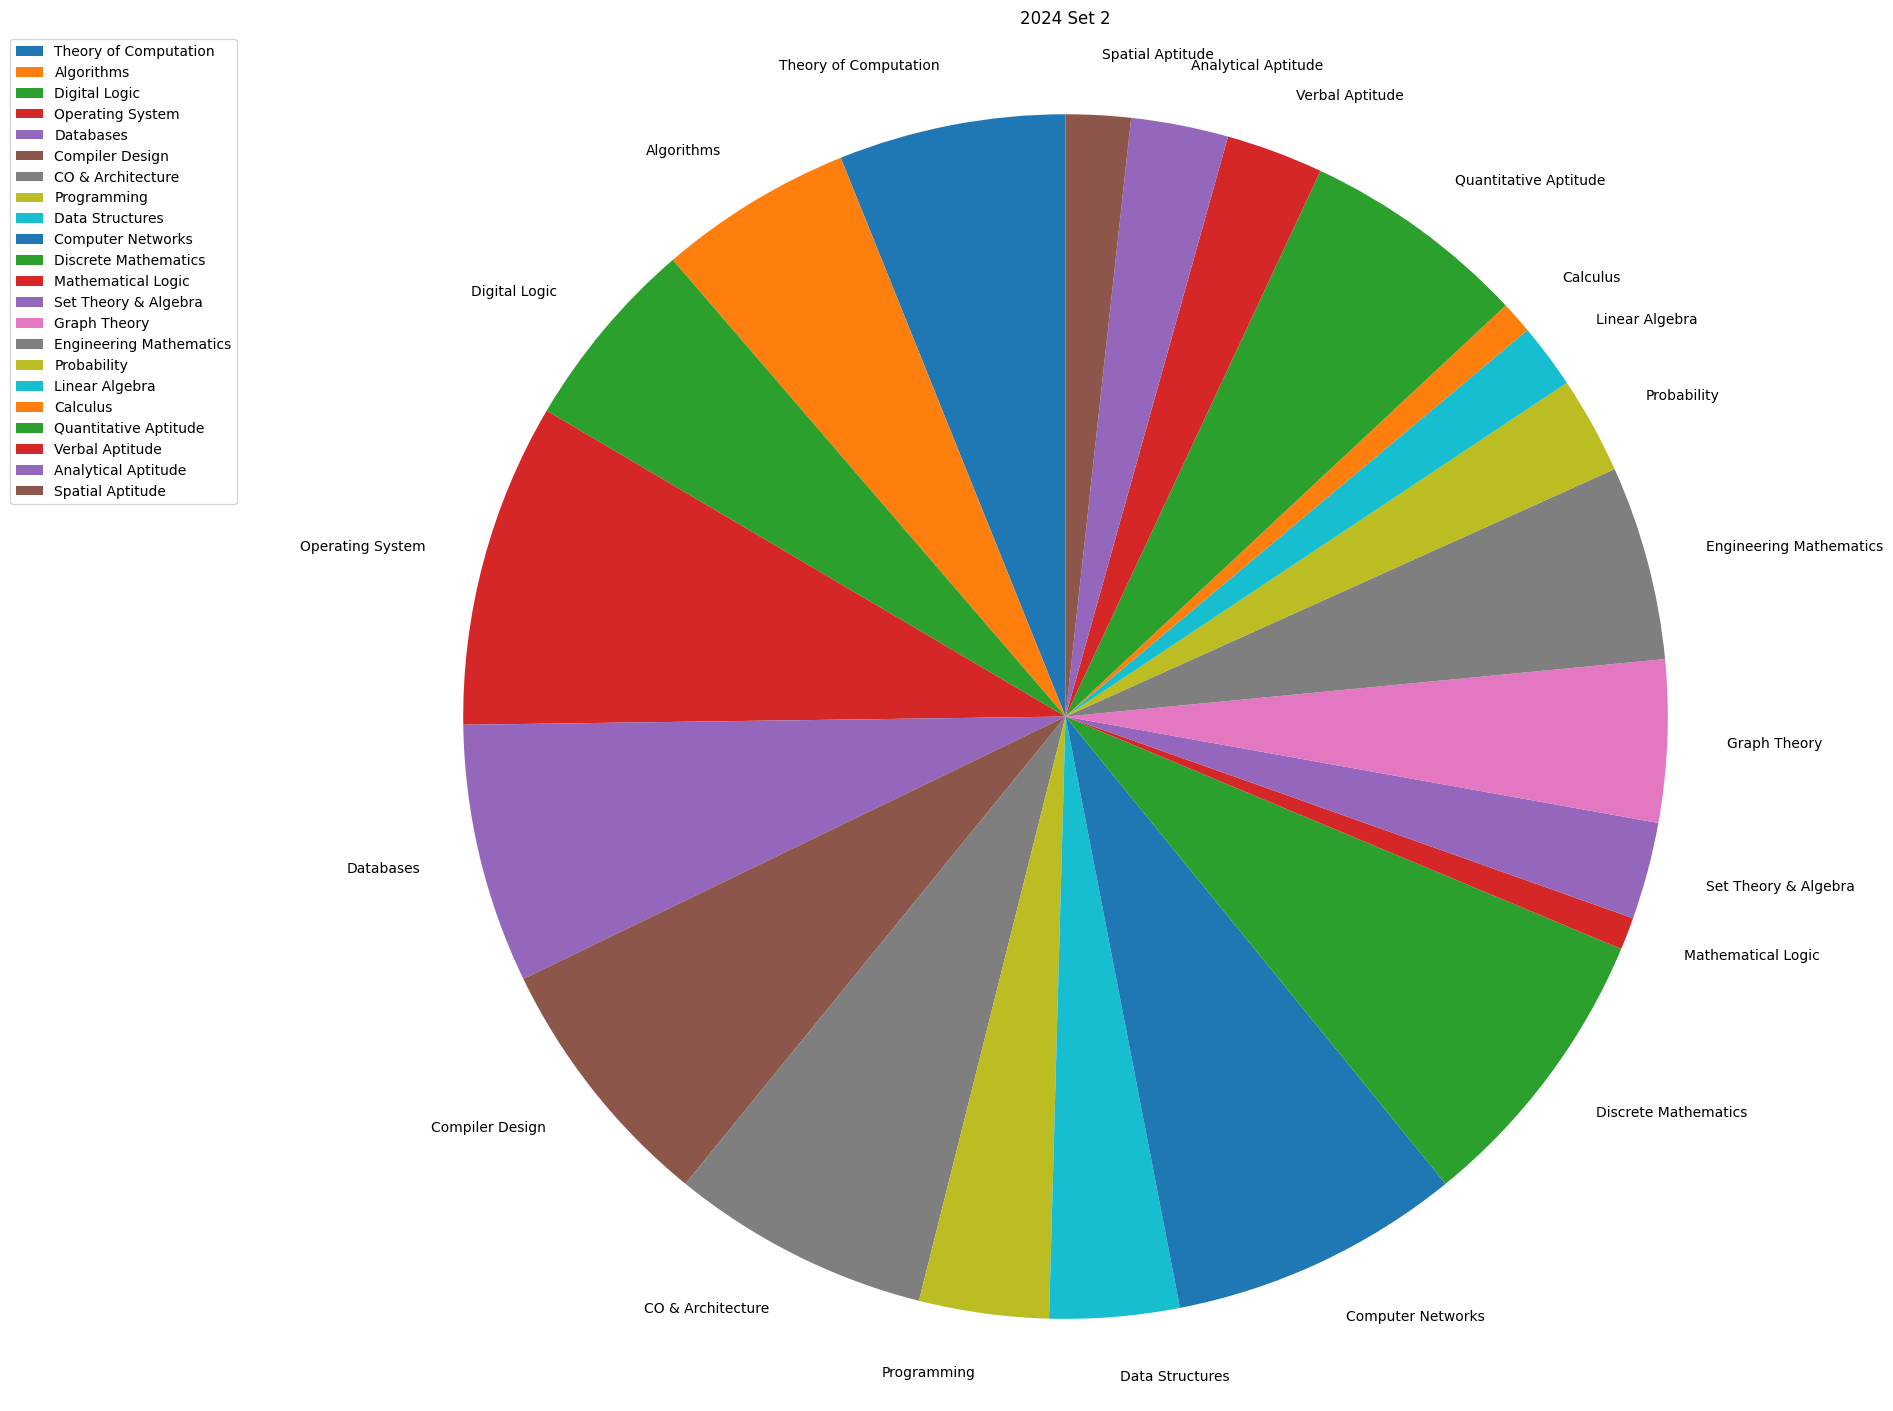 2024 Set 2
Theory of Computation
Algorithms
Digital Logic
Operating System
Databases
Compiler Design
CO & Architecture
Programming
Data Structures
Computer Networks
Discrete Mathematics
Mathematical Logic
Set Theory & Algebra
Graph Theory
Engineering Mathematics
Probability
Linear Algebra
Calculus
Quantitative Aptitude
Verbal Aptitude
Analytical Aptitude
Spatial Aptitude
Theory of Computation
Algorithms
Digital Logic
Operating System
Databases
Compiler Design
CO & Architecture
Programming
Data Structures
Computer Networks
Discrete Mathematics
Mathematical Logic
Set Theory & Algebra
Graph Theory
Engineering Mathematics
Probability
Linear Algebra
Calculus
Quantitative Aptitude
Verbal Aptitude
Analytical Aptitude
Spatial Aptitude